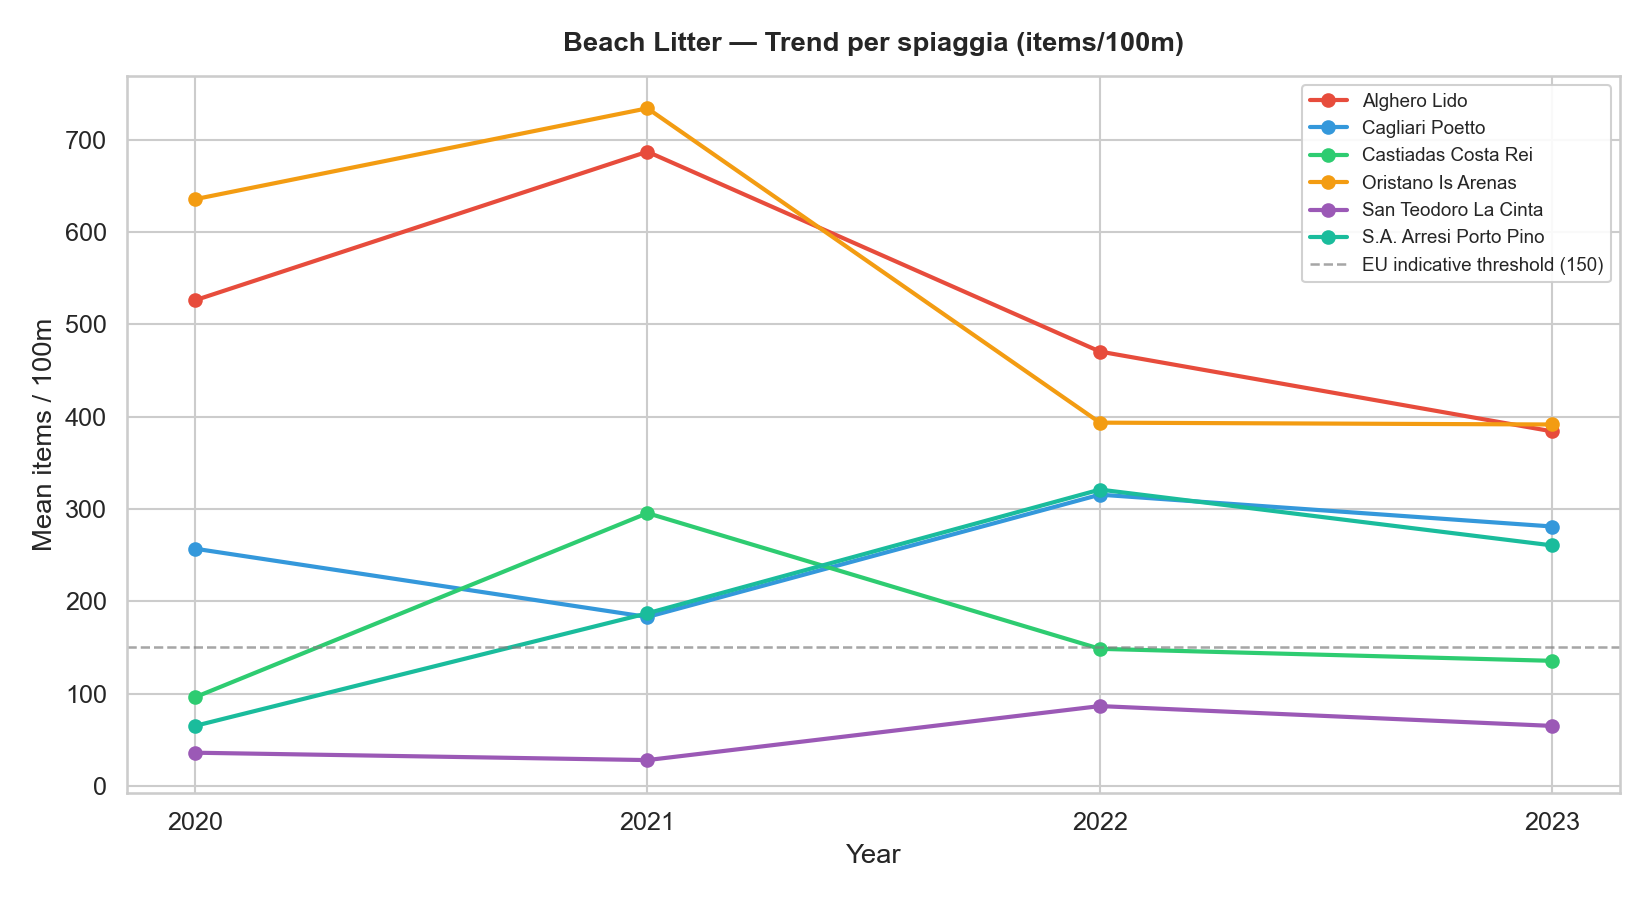 Beach Litter — Trend per spiaggia (items/100m)
Mean items / 100m
700
600
500
400
300
200
100
0
2020
2021
2022
2023
Year
Alghero Lido
Cagliari Poetto
Castiadas Costa Rei
Oristano Is Arenas
San Teodoro La Cinta
S.A. Arresi Porto Pino
EU indicative threshold (150)